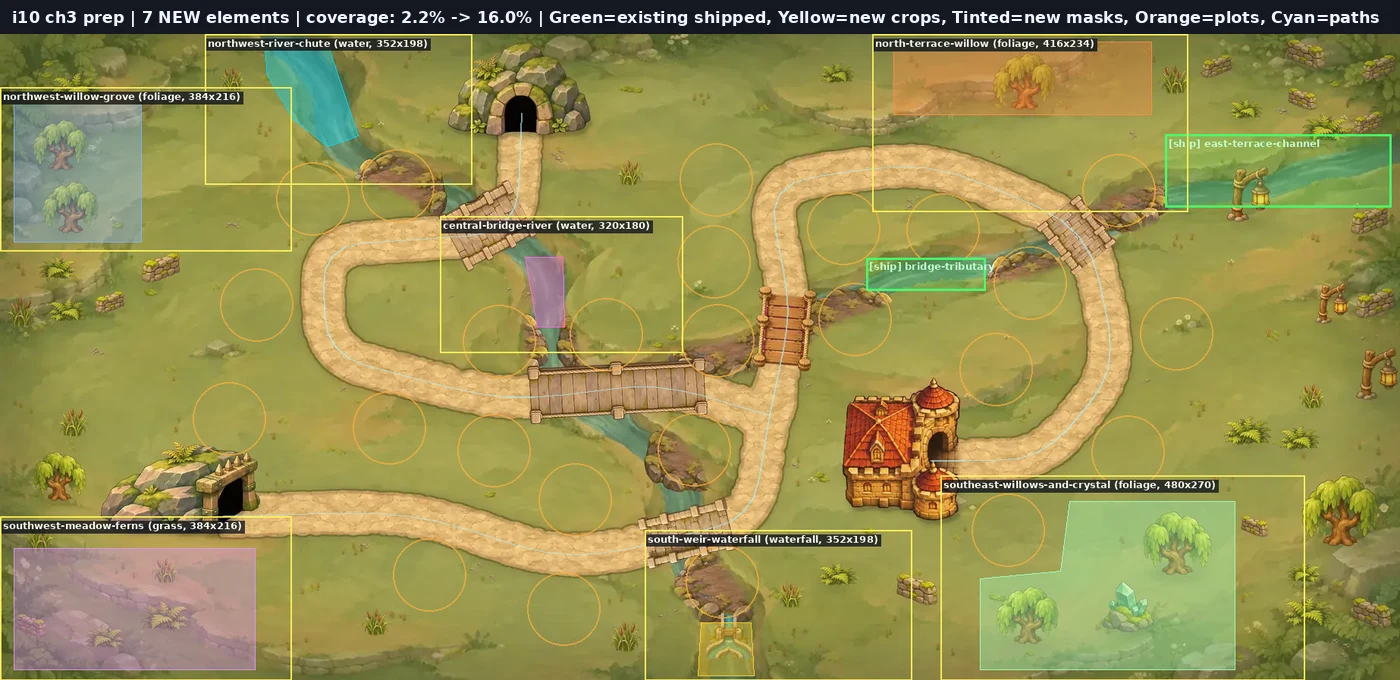 i10 ch3 prep | 7 NEW elements | coverage: 2.2% -> 16.0% | Green=existing shipped, Yellow=new crops, Tinted=new masks, Orange=plots, Cyan=paths
northwest-river-chute (water, 352x198)
north-terrace-willow (foliage, 416x234)
northwest-willow-grove (foliage, 384x216)
[ship] east-terrace-channel
central-bridge-river (water, 320x180)
[ship] bridge-tributary
southeast-willows-and-crystal (foliage, 480x270)
southwest-meadow-ferns (grass, 384x216)
south-weir-waterfall (waterfall, 352x198)